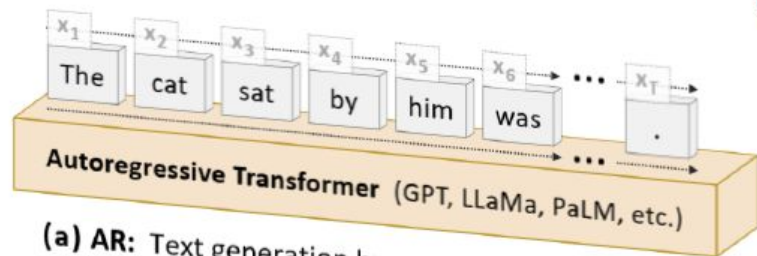 x₁ x₂ x₃ x₄ x₅ x₆ ... x_T
The cat sat by him was ... .
Autoregressive Transformer (GPT, LLaMa, PaLM, etc.)
(a) AR: Text generation